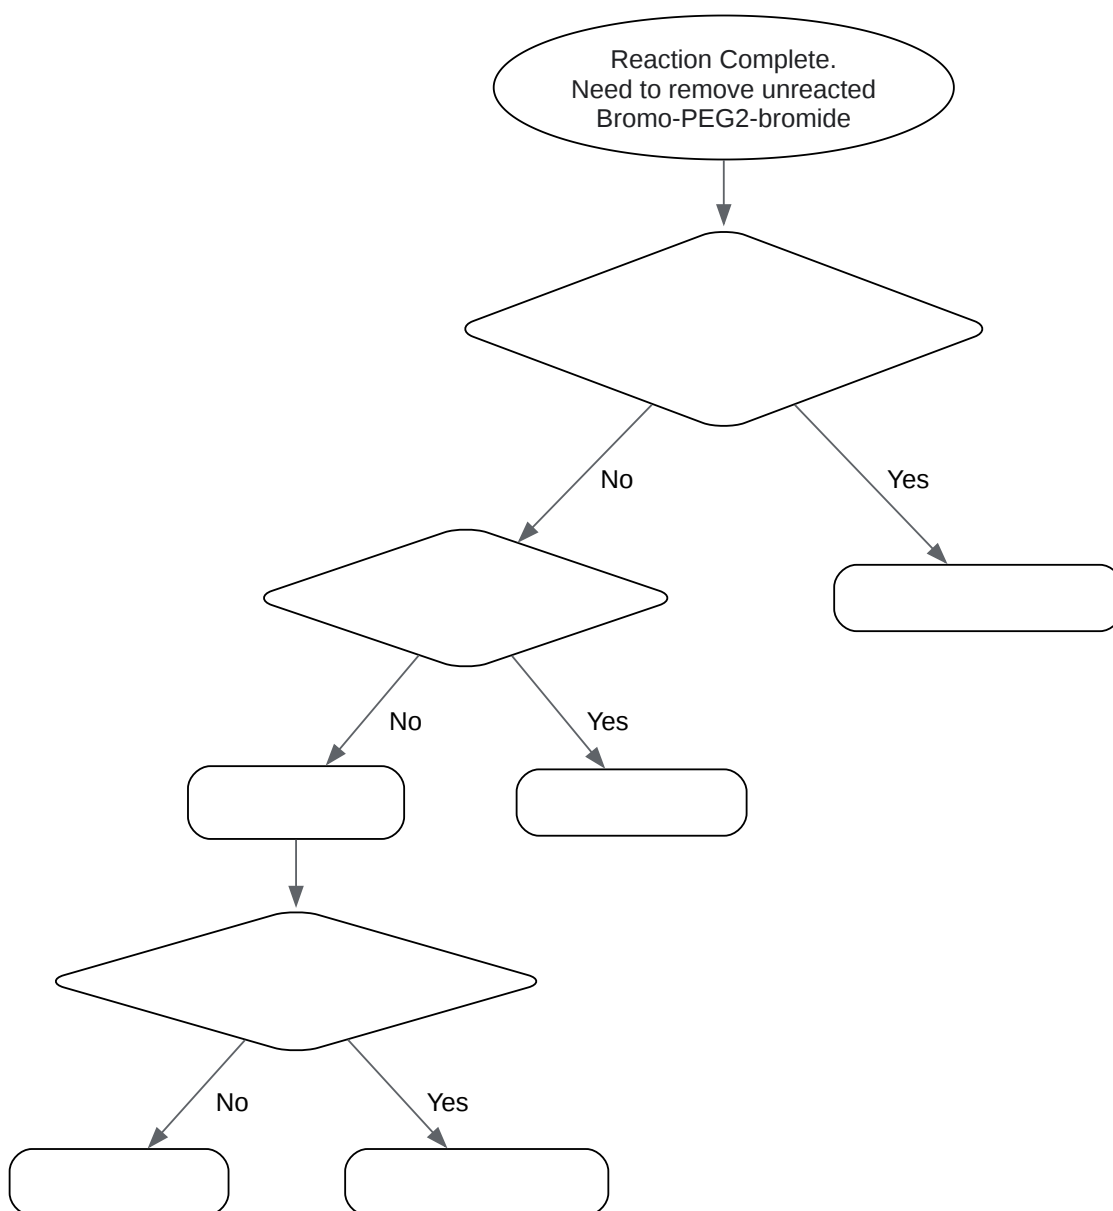 Reaction Complete.
Need to remove unreacted
Bromo-PEG2-bromide
No
Yes
No
Yes
No
Yes